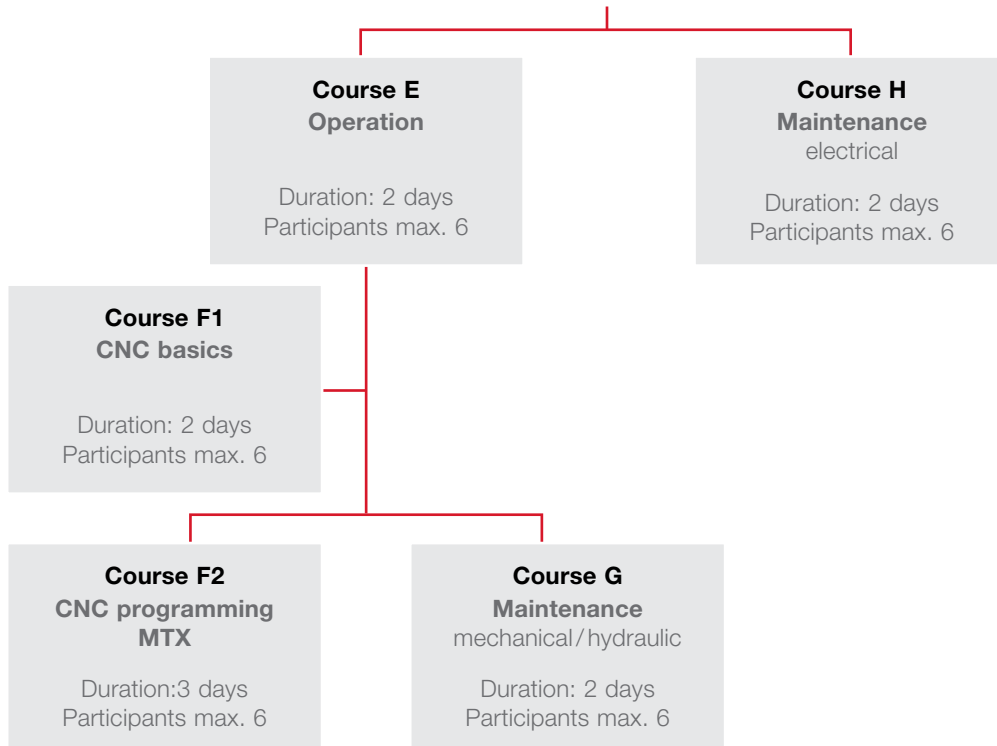 Course E
Operation
Duration: 2 days
Participants max. 6
Course H
Maintenance
electrical
Duration: 2 days
Participants max. 6
Course F1
CNC basics
Duration: 2 days
Participants max. 6
Course F2
CNC programming
MTX
Duration:3 days
Participants max. 6
Course G
Maintenance
mechanical/hydraulic
Duration: 2 days
Participants max. 6